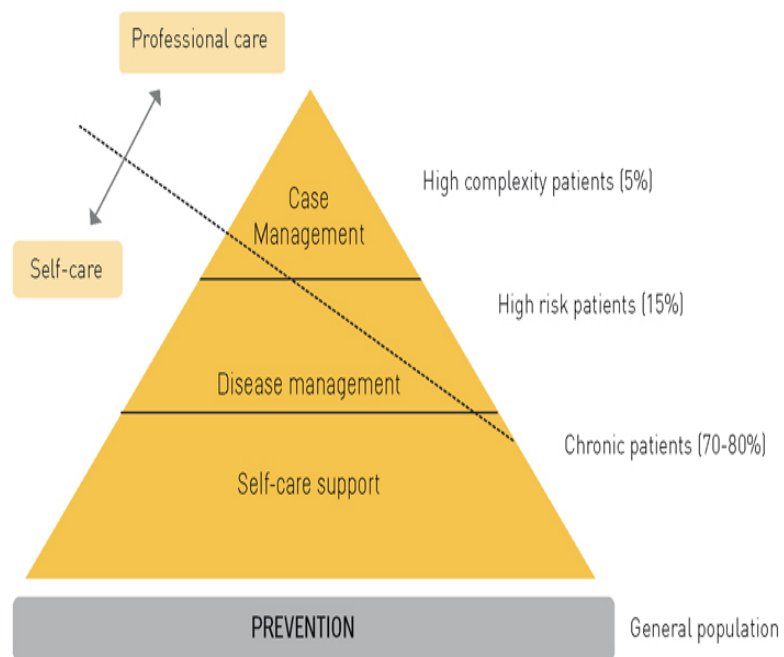 Professional care
Self-care
Case
Management
High complexity patients (5%)
High risk patients (15%)
Disease management
Chronic patients (70-80%)
Self-care support
PREVENTION
General population